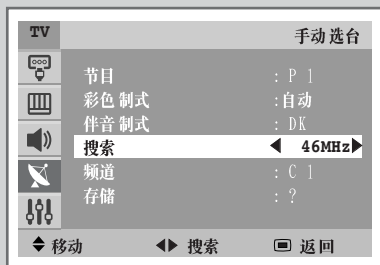 TV
手动选台
节目 : P 1
彩色制式 :自动
伴音制式 : DK
搜索 ◀ 46MHz▶
频道 : C 1
存储 : ?
移动 搜索 返回